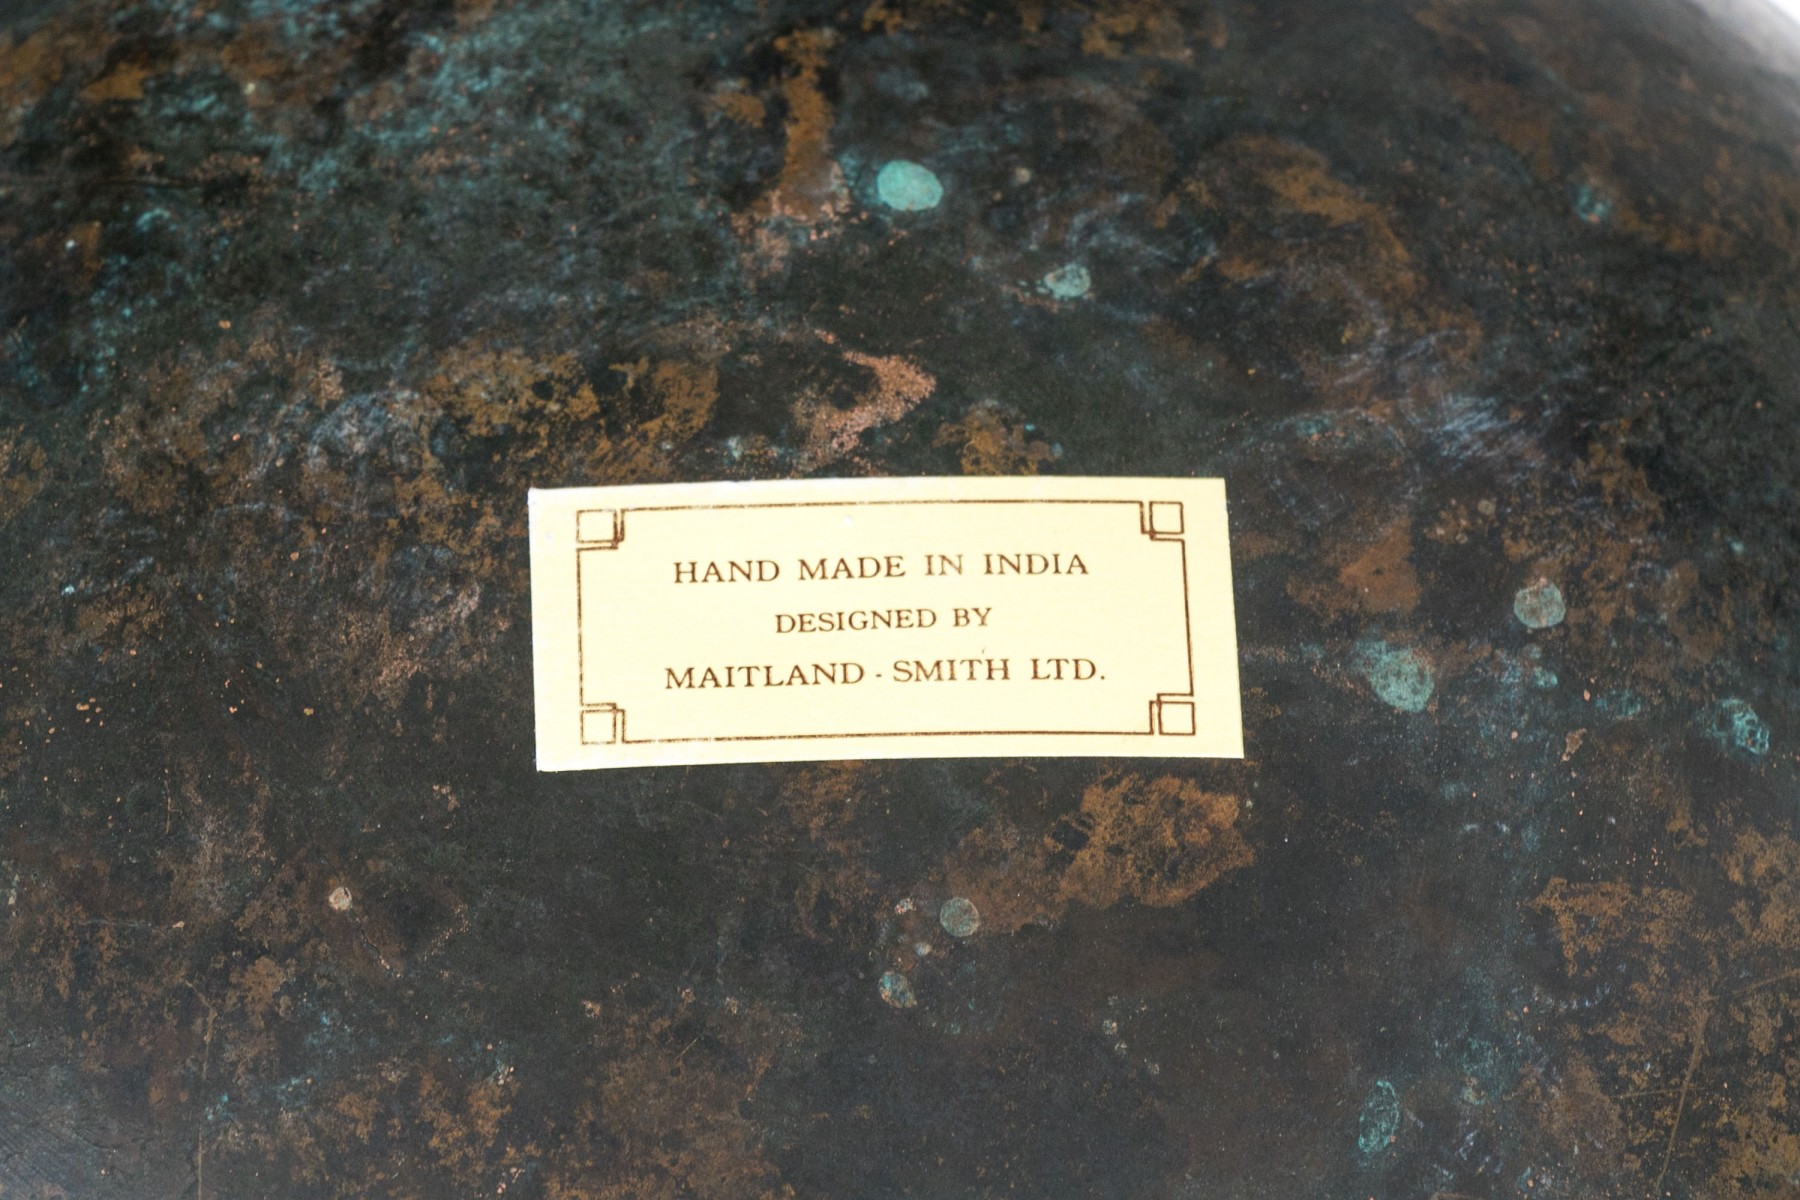 HAND MADE IN INDIA
DESIGNED BY
MAITLAND - SMITH LTD.